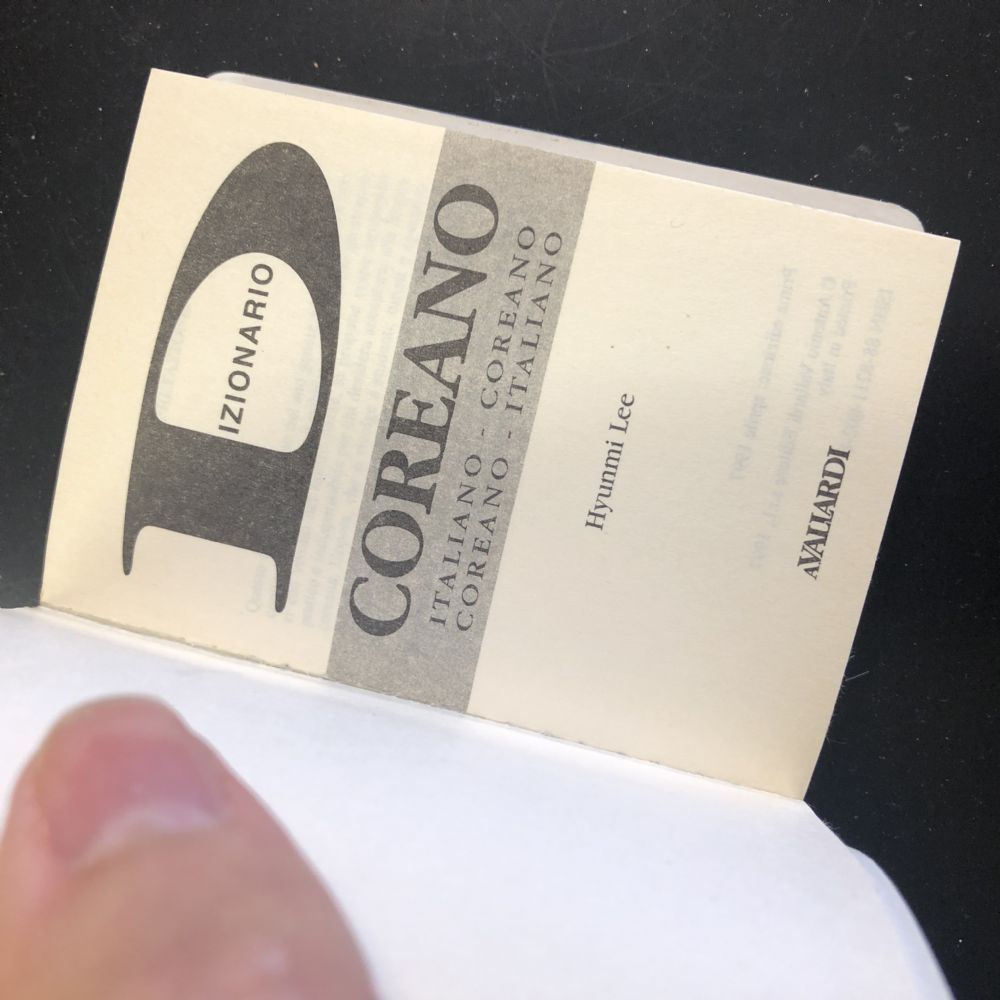 DIZIONARIO
COREANO
ITALIANO - COREANO
COREANO - ITALIANO
Hyunmi Lee
AVALLARDI